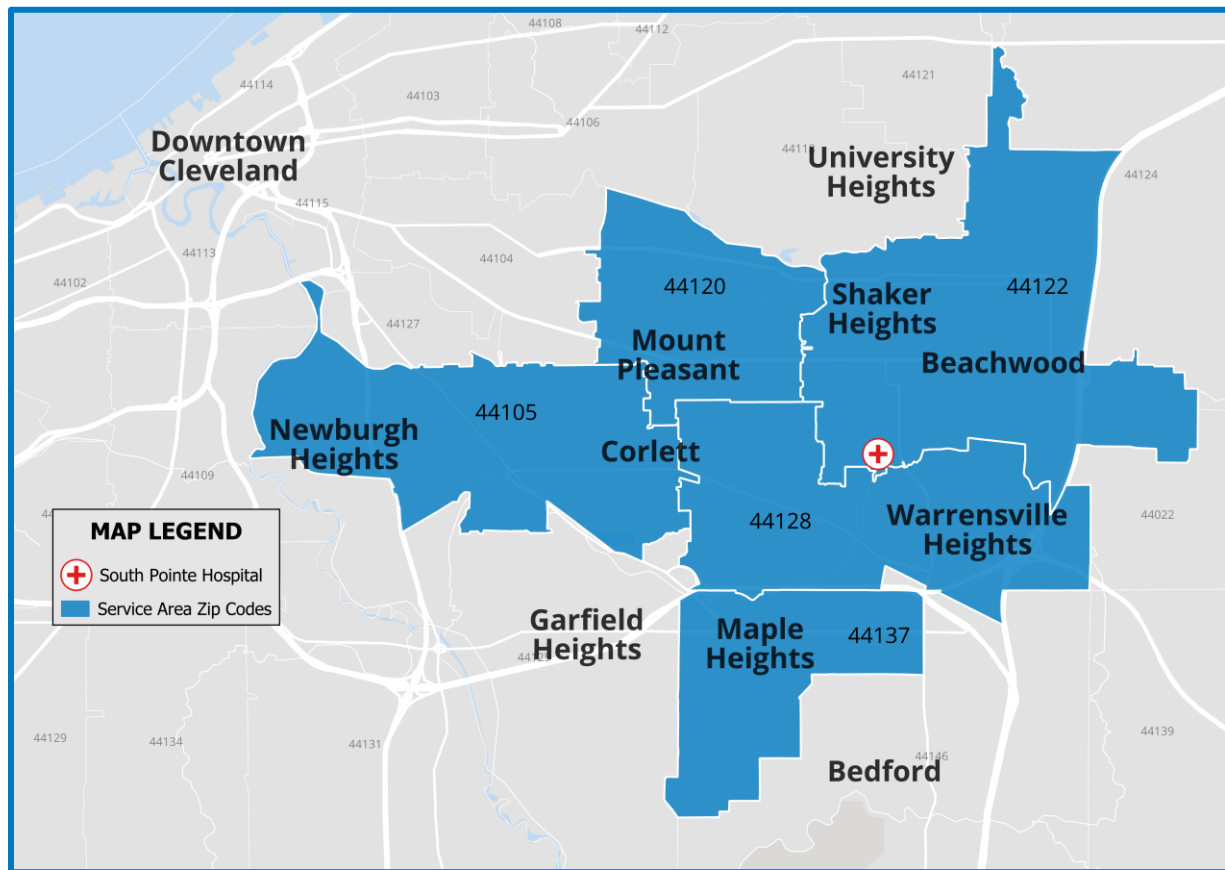 44108
44112
44121
44114
44103
44106
Downtown
Cleveland
University
Heights
44124
44115
44113
44104
44102
44120
44122
Shaker
Heights
44127
Mount
Pleasant
Beachwood
44105
Newburgh
Heights
Corlett
44109
44128
Warrensville
Heights
44022
MAP LEGEND
South Pointe Hospital
Service Area Zip Codes
Garfield
Heights
Maple
Heights
44137
44129
44134
44131
44139
44146
Bedford